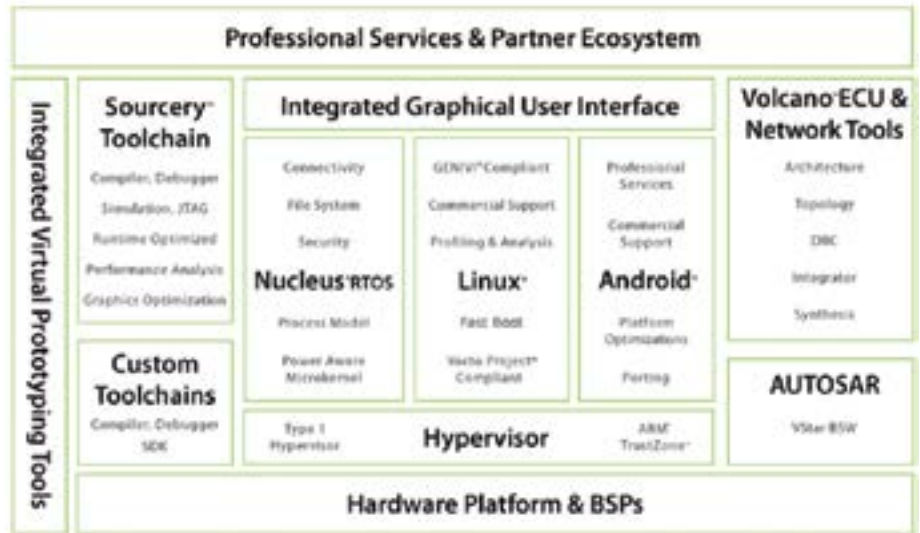 Professional Services & Partner Ecosystem
Integrated Virtual Prototyping Tools
Sourcery™
Toolchain
Compiler, Debugger
Simulation, JTAG
Runtime Optimized
Performance Analysis
Graphics Optimization
Custom
Toolchains
Compiler, Debugger
SDK
Integrated Graphical User Interface
Connectivity
File System
Security
Nucleus®RTOS
Process Model
Power Aware
Microkernel
GENIVI®Compliant
Commercial Support
Profiling & Analysis
Linux®
Fast Boot
Yocto Project®
Compliant
Professional
Services
Commercial
Support
Android™
Platform
Optimizations
Porting
Type 1
Hypervisor
Hypervisor
ARM®
TrustZone®
Volcano™ECU &
Network Tools
Architecture
Topology
DBC
Integrator
Synthesis
AUTOSAR
VStar BSW
Hardware Platform & BSPs